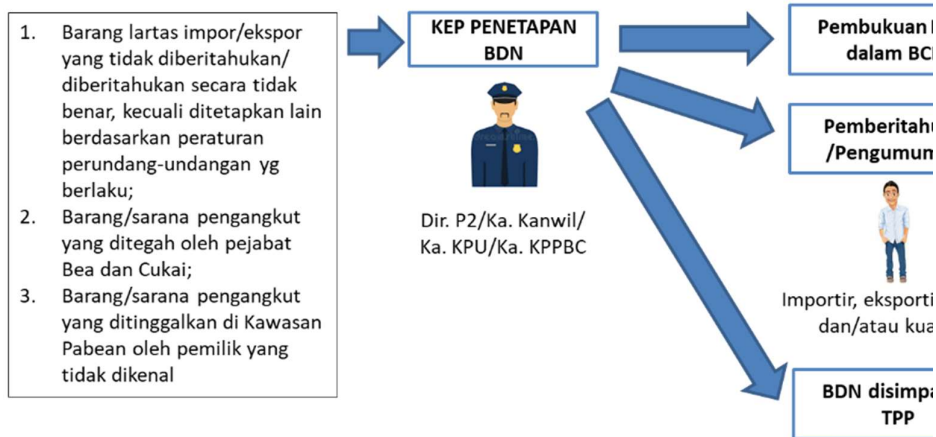 1. Barang lartas impor/ekspor
yang tidak diberitahukan/
diberitahukan secara tidak
benar, kecuali ditetapkan lain
berdasarkan peraturan
perundang-undangan yg
berlaku;
2. Barang/sarana pengangkut
yang ditegah oleh pejabat
Bea dan Cukai;
3. Barang/sarana pengangkut
yang ditinggalkan di Kawasan
Pabean oleh pemilik yang
tidak dikenal
KEP PENETAPAN
BDN
Dir. P2/Ka. Kanwil/
Ka. KPU/Ka. KPPBC
Pembukuan
dalam
Importir,
dan/atau
BDN
TPP